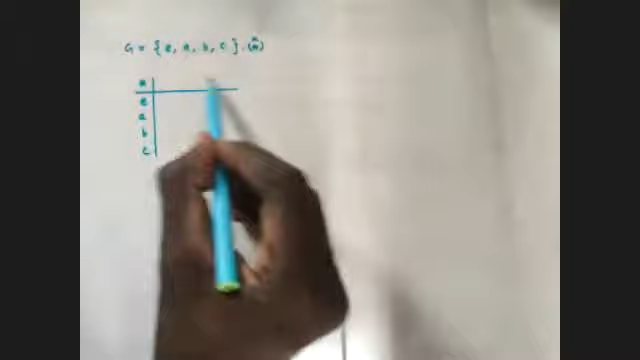 G = {e, a, b, c}. (*)
*
e
a
b
c